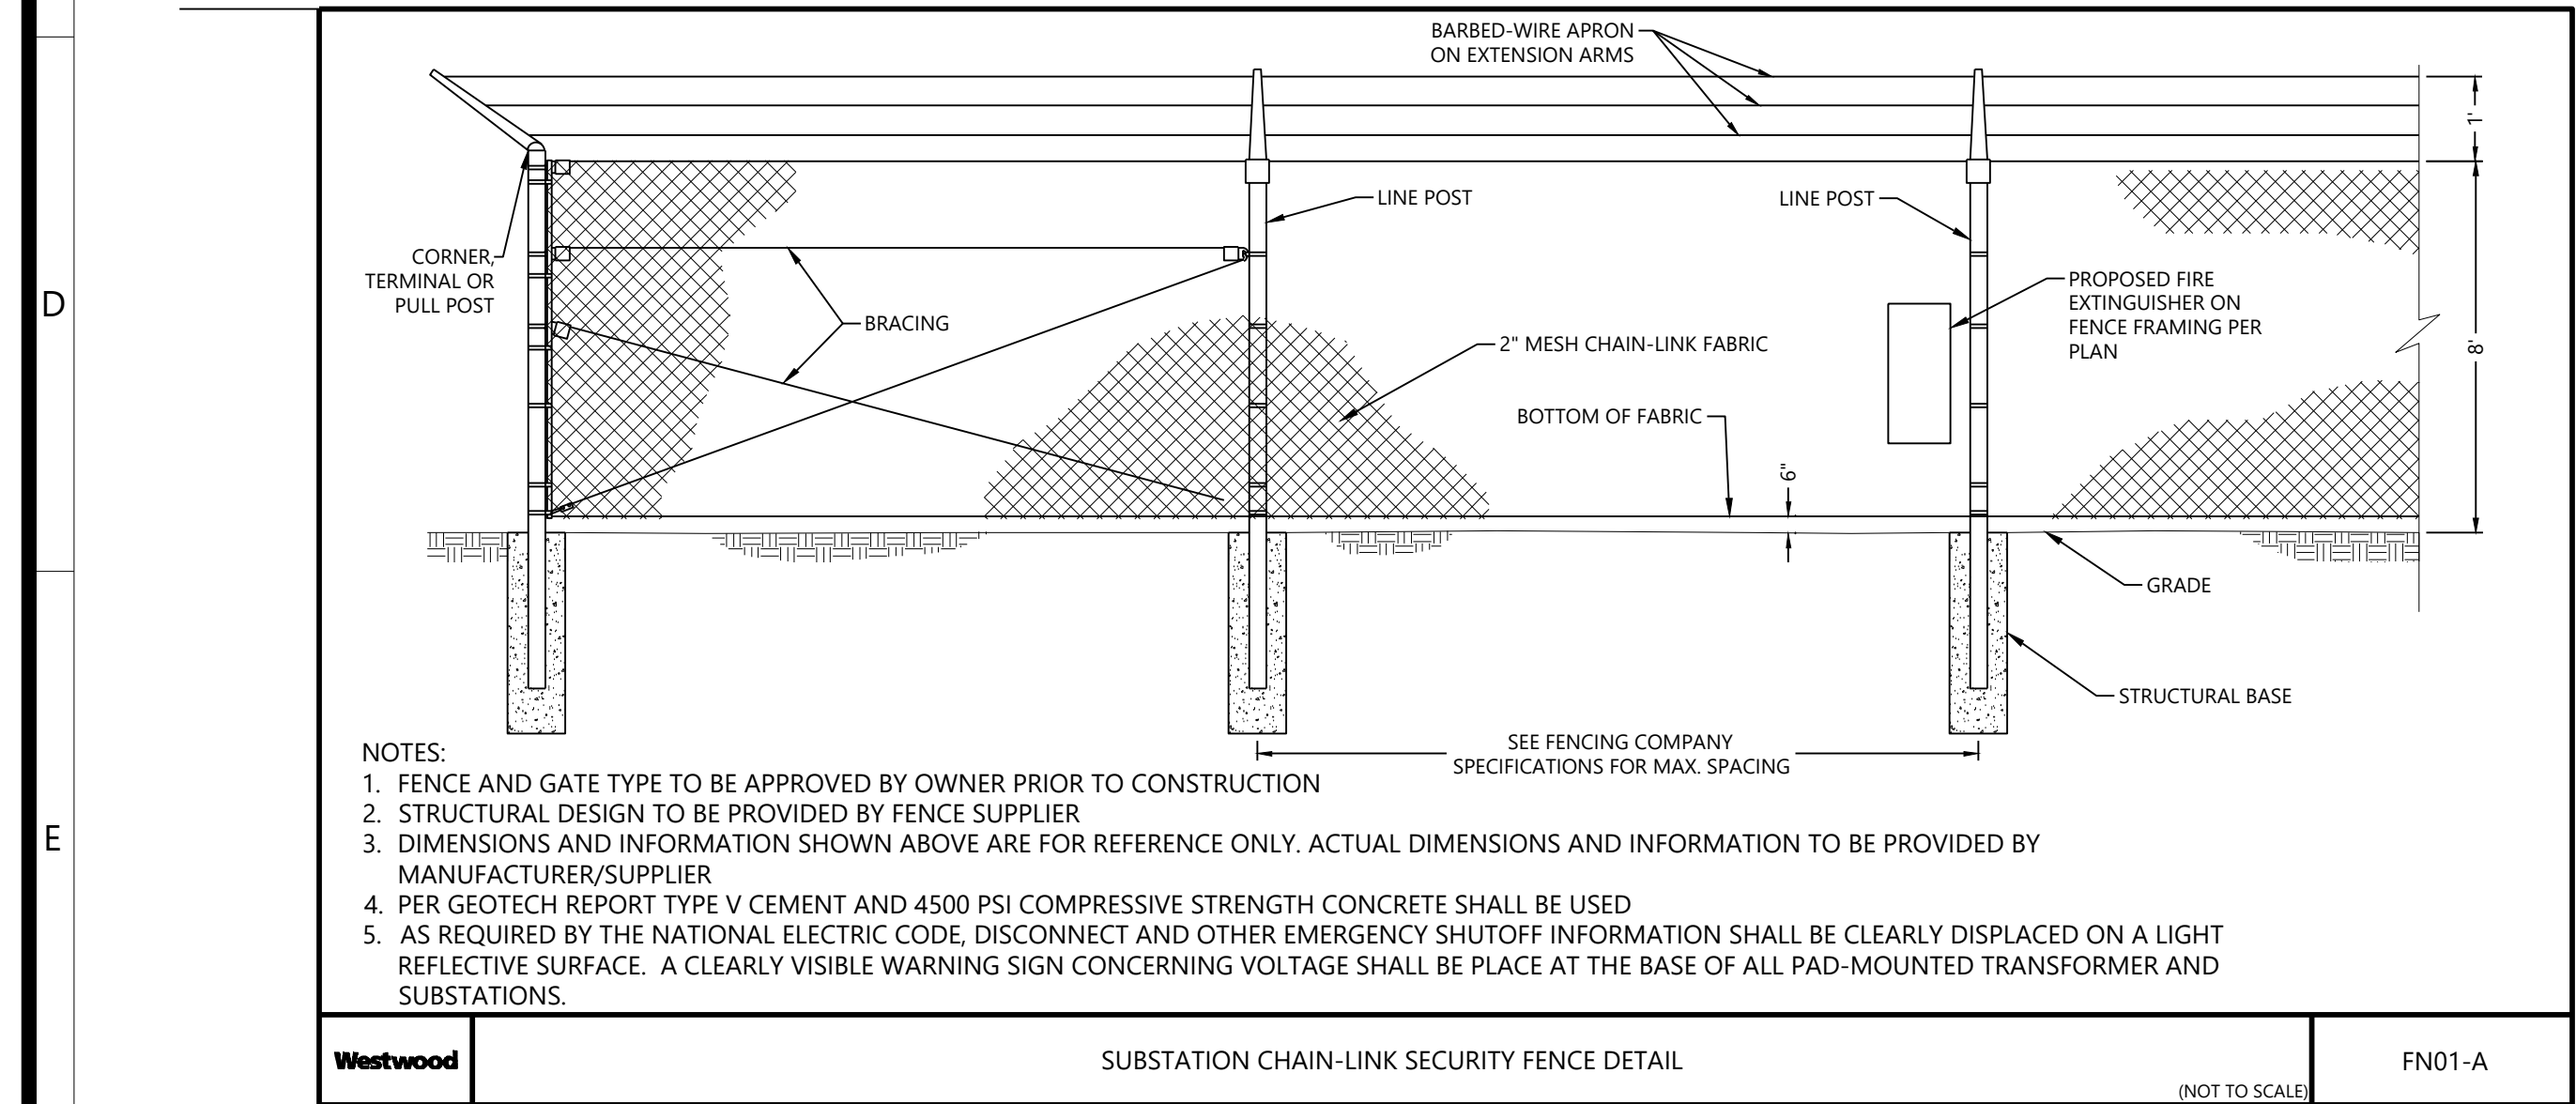 BARBED-WIRE APRON
ON EXTENSION ARMS
1'
LINE POST
LINE POST
CORNER,
TERMINAL OR
PULL POST
D
BRACING
PROPOSED FIRE
EXTINGUISHER ON
FENCE FRAMING PER
PLAN
2" MESH CHAIN-LINK FABRIC
8'
BOTTOM OF FABRIC
6"
GRADE
STRUCTURAL BASE
SEE FENCING COMPANY
SPECIFICATIONS FOR MAX. SPACING
NOTES:
1. FENCE AND GATE TYPE TO BE APPROVED BY OWNER PRIOR TO CONSTRUCTION
2. STRUCTURAL DESIGN TO BE PROVIDED BY FENCE SUPPLIER
E
3. DIMENSIONS AND INFORMATION SHOWN ABOVE ARE FOR REFERENCE ONLY. ACTUAL DIMENSIONS AND INFORMATION TO BE PROVIDED BY
MANUFACTURER/SUPPLIER
4. PER GEOTECH REPORT TYPE V CEMENT AND 4500 PSI COMPRESSIVE STRENGTH CONCRETE SHALL BE USED
5. AS REQUIRED BY THE NATIONAL ELECTRIC CODE, DISCONNECT AND OTHER EMERGENCY SHUTOFF INFORMATION SHALL BE CLEARLY DISPLACED ON A LIGHT
REFLECTIVE SURFACE. A CLEARLY VISIBLE WARNING SIGN CONCERNING VOLTAGE SHALL BE PLACE AT THE BASE OF ALL PAD-MOUNTED TRANSFORMER AND
SUBSTATIONS.
Westwood
SUBSTATION CHAIN-LINK SECURITY FENCE DETAIL
(NOT TO SCALE)
FN01-A